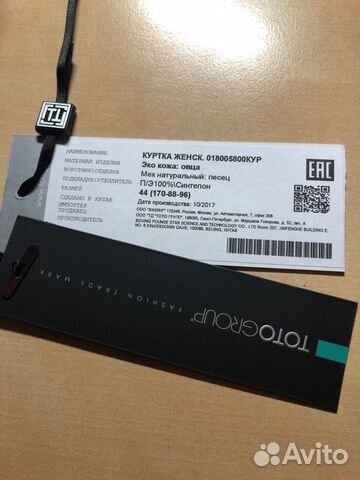 НАИМЕНОВАНИЕ КУРТКА ЖЕНСК. 018005800КУР
МАТЕРИАЛ ИЗДЕЛИЯ Эко кожа: овца
ВОРОТНИК\ОТДЕЛКА Мех натуральный: песец
ПОДКЛАДКА\УТЕПЛИТЕЛЬ П/Э100%\Синтепон
РАЗМЕР 44 (170-88-96)
СДЕЛАНО В КИТАЕ Дата производства: 10/2017
ИМПОРТЕР
ПРОДАВЕЦ
ПРОИЗВОДИТЕЛЬ
EAC
TOTOGROUP®
FASHION TRADE MARK
Avito